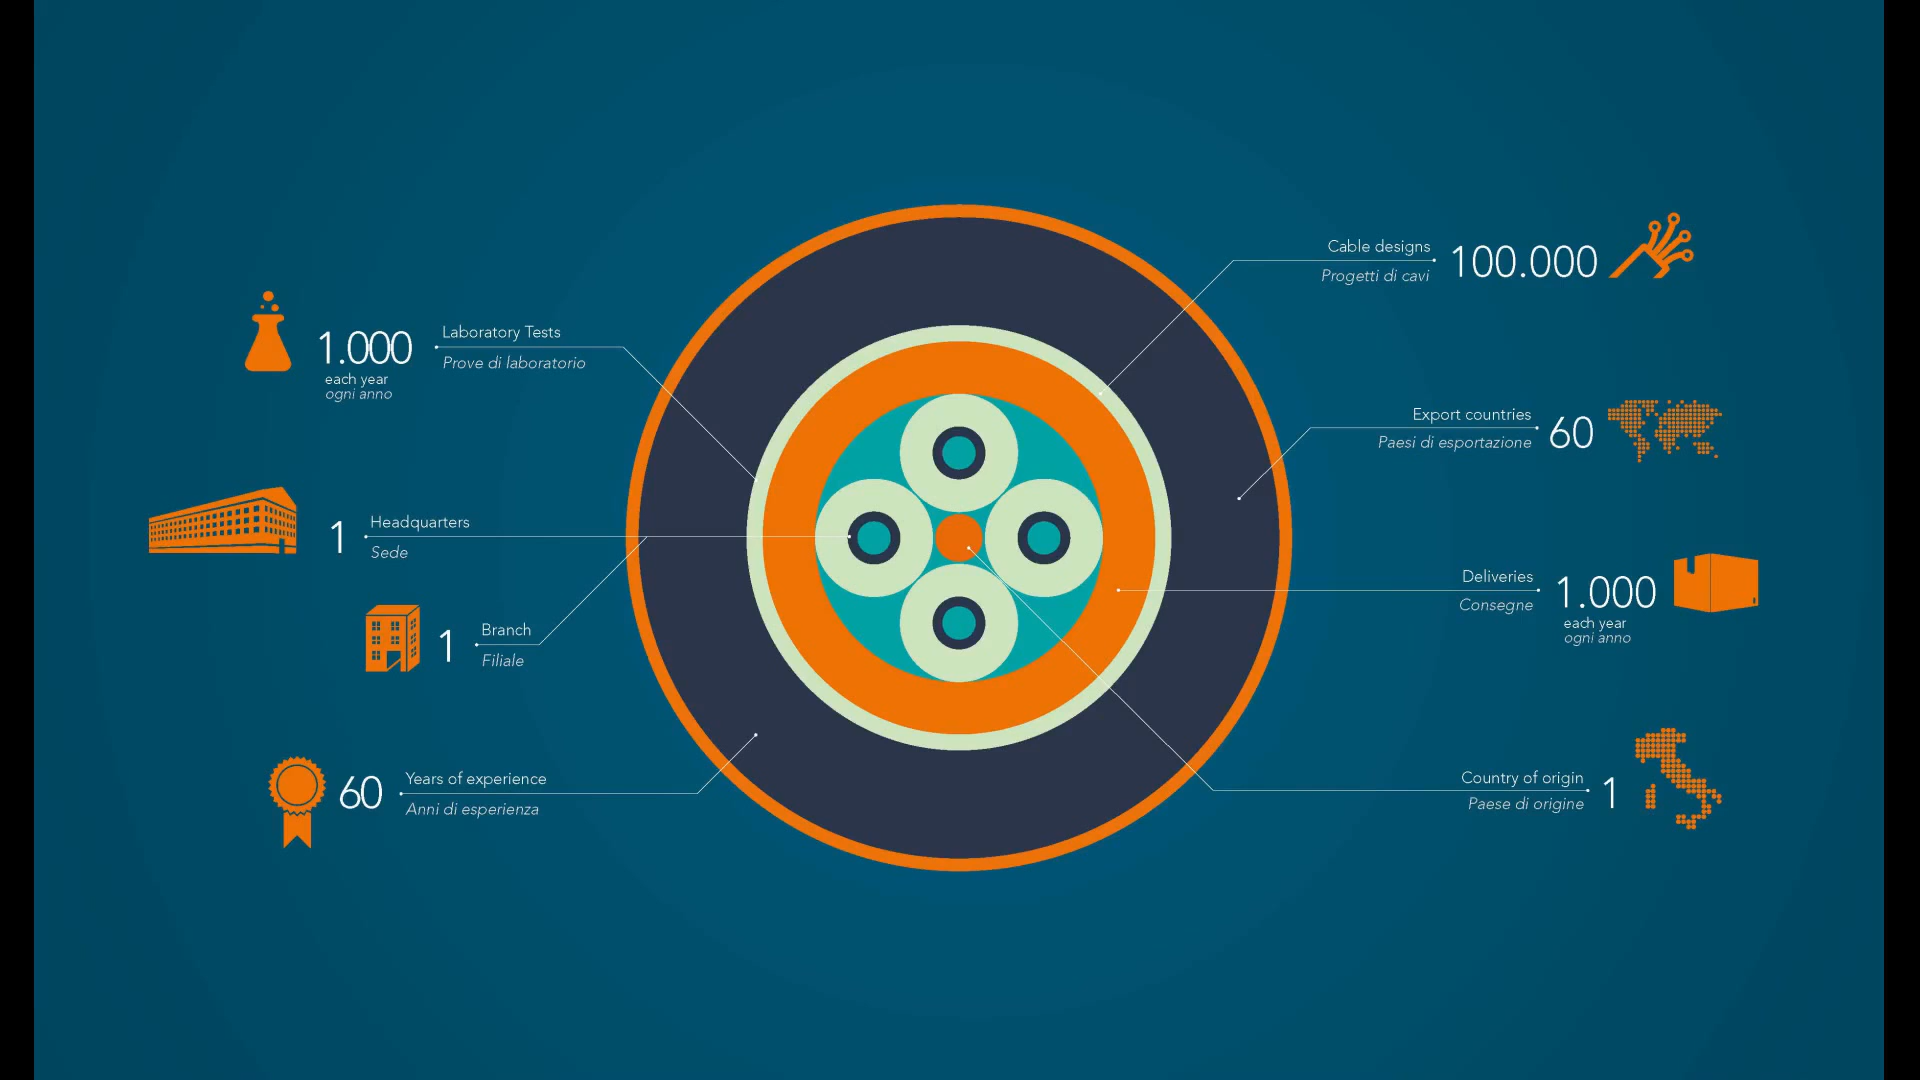 1.000
each year
ogni anno
Laboratory Tests
Prove di laboratorio
1
Headquarters
Sede
1
Branch
Filiale
60
Years of experience
Anni di esperienza
Cable designs
Progetti di cavi
100.000
Export countries
Paesi di esportazione
60
Deliveries
Consegne
1.000
each year
ogni anno
Country of origin
Paese di origine
1